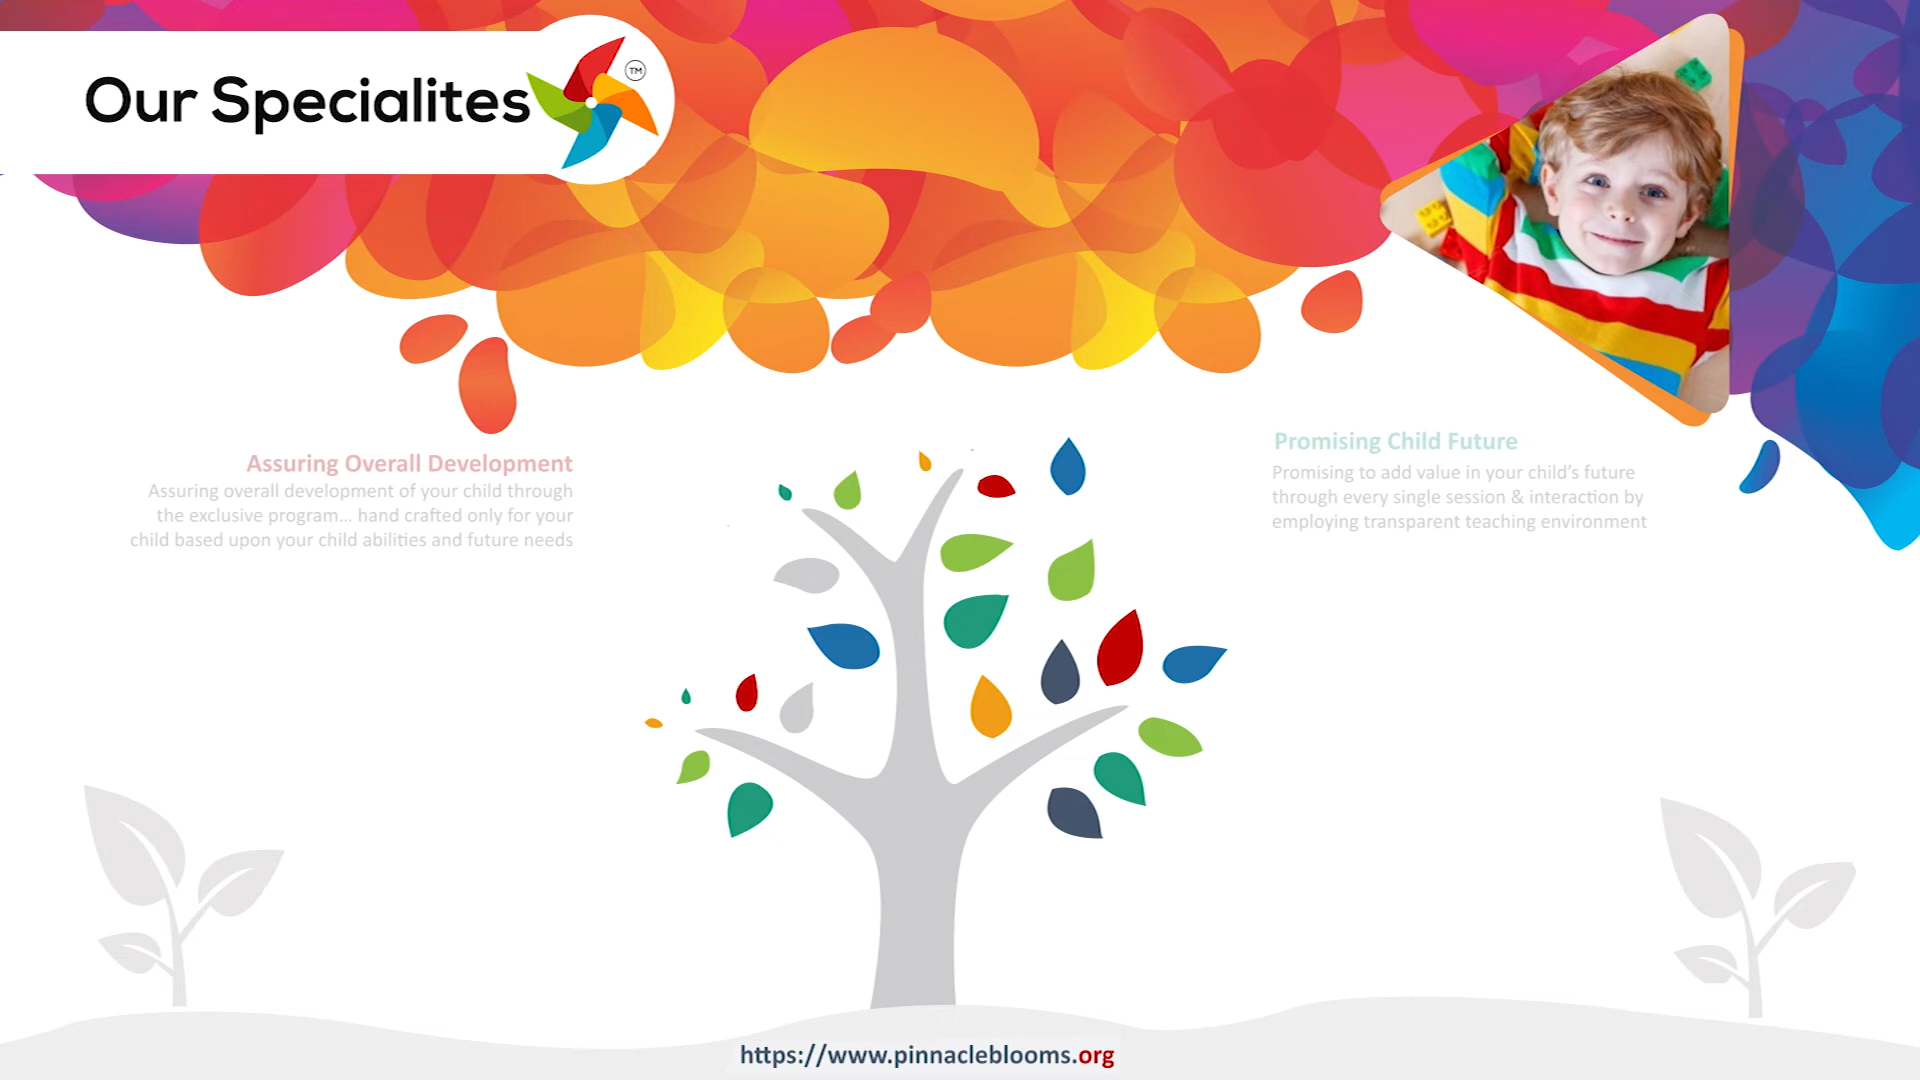 Our Specialites
TM
Assuring Overall Development
Assuring overall development of your child through
the exclusive program... hand crafted only for your
child based upon your child abilities and future needs
Promising Child Future
Promising to add value in your child's future
through every single session & interaction by
employing transparent teaching environment
https://www.pinnacleblooms.org